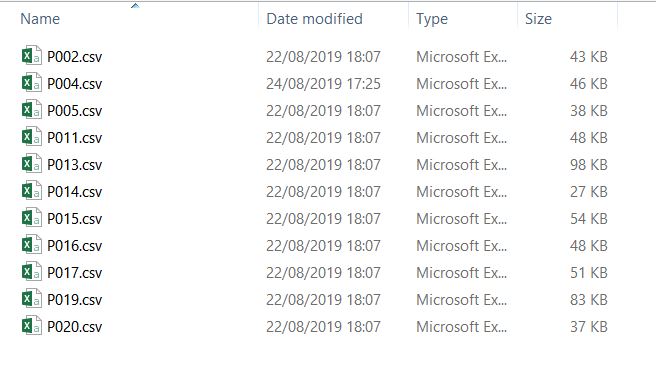 Name Date modified Type Size
P002.csv 22/08/2019 18:07 Microsoft Ex... 43 KB
P004.csv 24/08/2019 17:25 Microsoft Ex... 46 KB
P005.csv 22/08/2019 18:07 Microsoft Ex... 38 KB
P011.csv 22/08/2019 18:07 Microsoft Ex... 48 KB
P013.csv 22/08/2019 18:07 Microsoft Ex... 98 KB
P014.csv 22/08/2019 18:07 Microsoft Ex... 27 KB
P015.csv 22/08/2019 18:07 Microsoft Ex... 54 KB
P016.csv 22/08/2019 18:07 Microsoft Ex... 48 KB
P017.csv 22/08/2019 18:07 Microsoft Ex... 51 KB
P019.csv 22/08/2019 18:07 Microsoft Ex... 83 KB
P020.csv 22/08/2019 18:07 Microsoft Ex... 37 KB